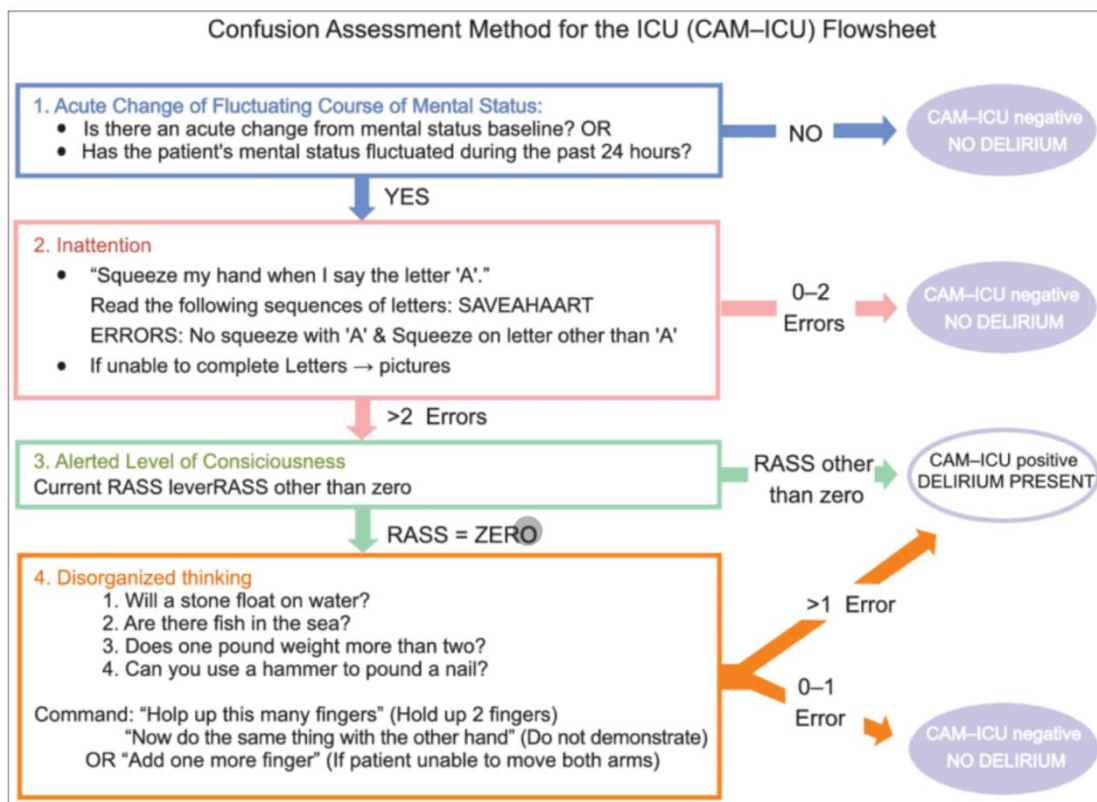 Confusion Assessment Method for the ICU (CAM–ICU) Flowsheet
1. Acute Change of Fluctuating Course of Mental Status:
• Is there an acute change from mental status baseline? OR
• Has the patient's mental status fluctuated during the past 24 hours?
NO
CAM–ICU negative
NO DELIRIUM
YES
2. Inattention
• “Squeeze my hand when I say the letter 'A'.”
Read the following sequences of letters: SAVEAHAART
ERRORS: No squeeze with 'A' & Squeeze on letter other than 'A'
• If unable to complete Letters → pictures
0–2
Errors
CAM–ICU negative
NO DELIRIUM
>2 Errors
3. Alerted Level of Consiciousness
Current RASS leverRASS other than zero
RASS other
than zero
CAM–ICU positive
DELIRIUM PRESENT
RASS = ZERO
4. Disorganized thinking
1. Will a stone float on water?
2. Are there fish in the sea?
3. Does one pound weight more than two?
4. Can you use a hammer to pound a nail?
Command: “Holp up this many fingers” (Hold up 2 fingers)
“Now do the same thing with the other hand” (Do not demonstrate)
OR “Add one more finger” (If patient unable to move both arms)
>1 Error
0–1
Error
CAM–ICU negative
NO DELIRIUM